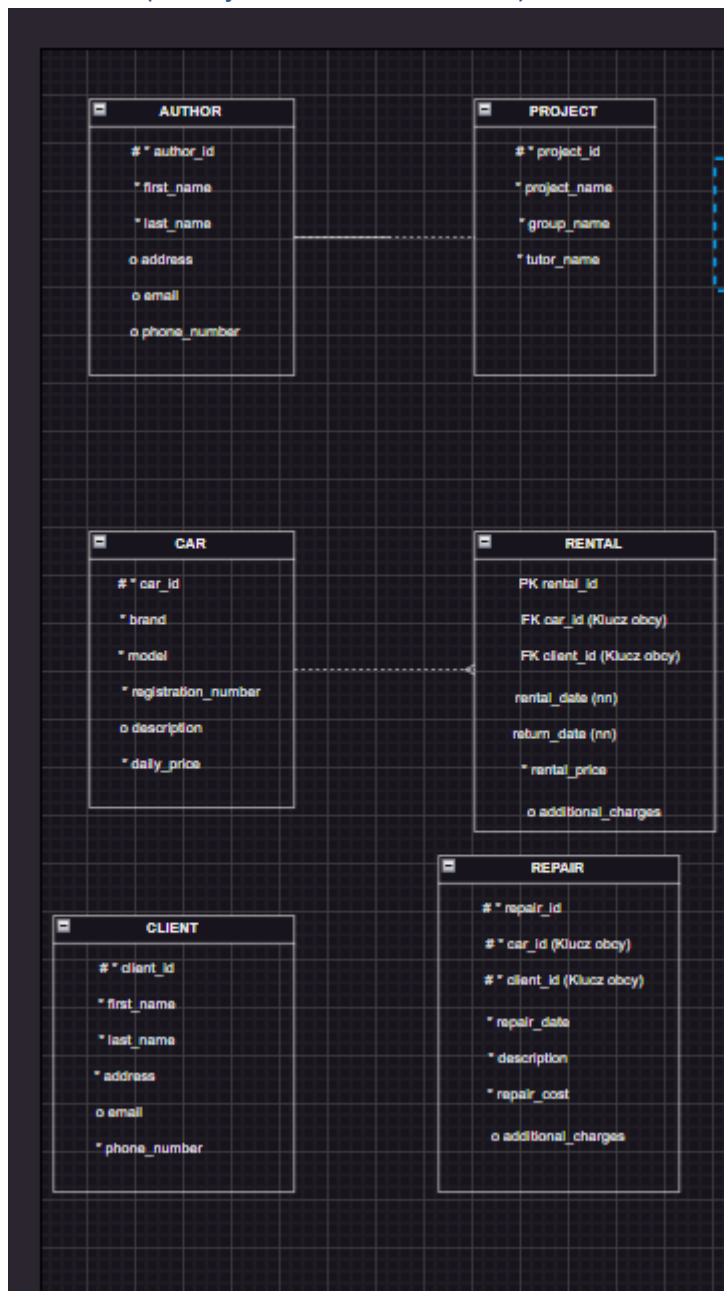 AUTHOR
# * author_id
* first_name
* last_name
o address
o email
o phone_number
PROJECT
# * project_id
* project_name
* group_name
* tutor_name
CAR
# * car_id
* brand
* model
* registration_number
o description
* daily_price
RENTAL
PK rental_id
FK car_id (Klucz obcy)
FK client_id (Klucz obcy)
rental_date (nn)
return_date (nn)
* rental_price
o additional_charges
CLIENT
# * client_id
* first_name
* last_name
* address
o email
* phone_number
REPAIR
# * repair_id
# * car_id (Klucz obcy)
# * client_id (Klucz obcy)
* repair_date
* description
* repair_cost
o additional_charges